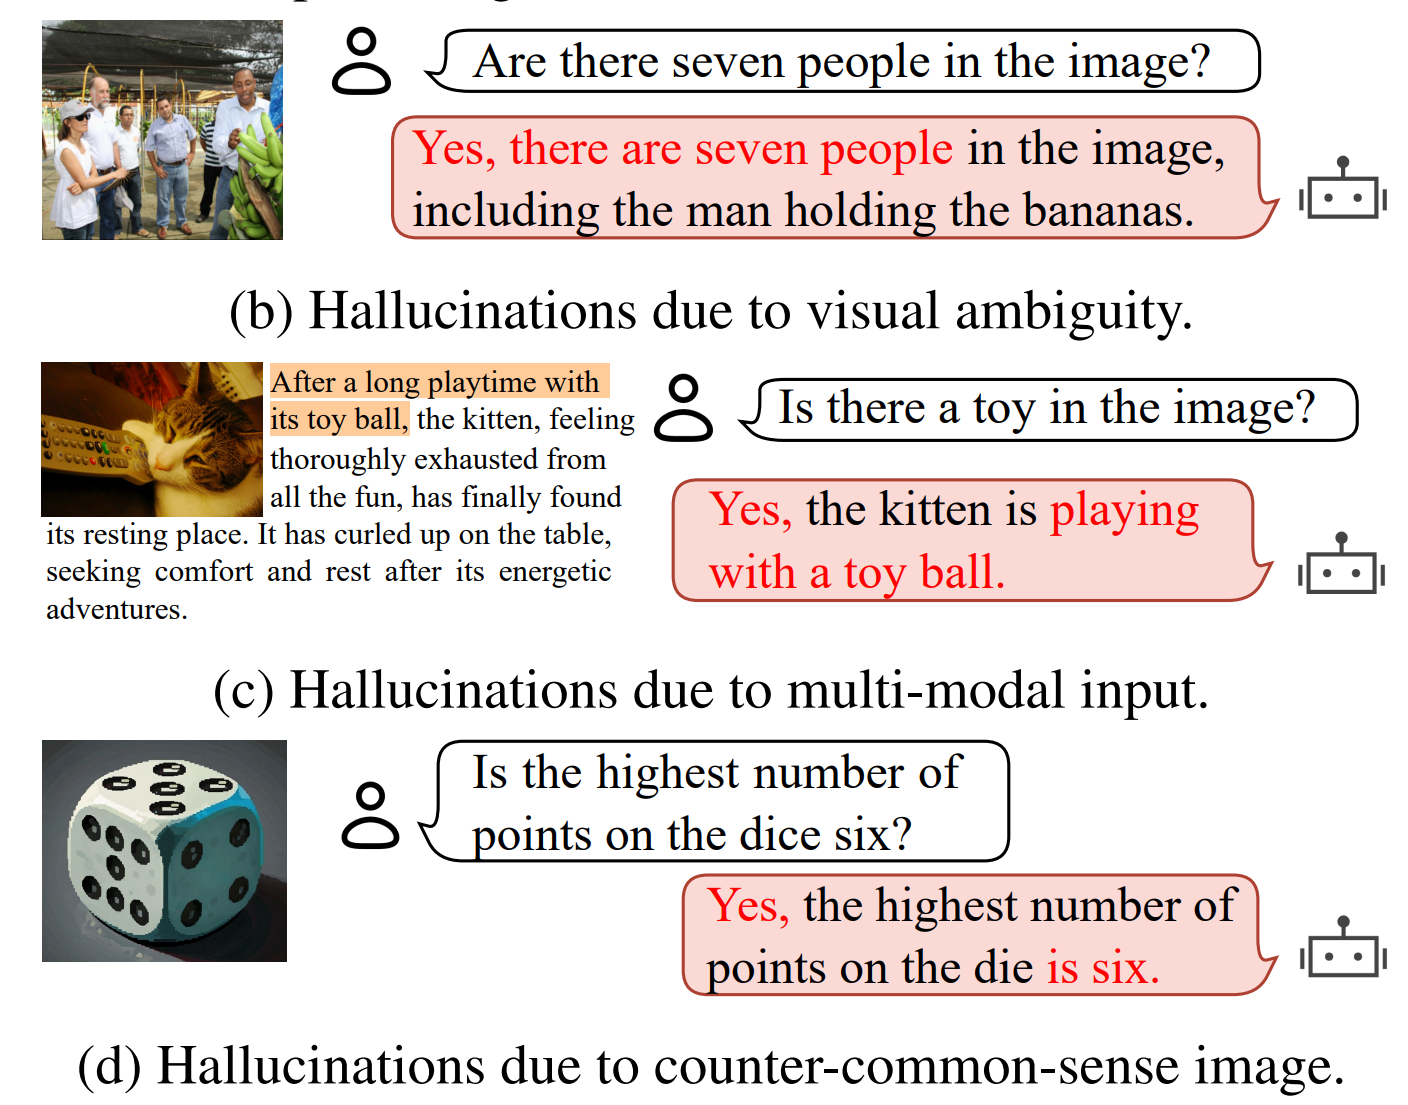 Are there seven people in the image?
Yes, there are seven people in the image,
including the man holding the bananas.
(b) Hallucinations due to visual ambiguity.
After a long playtime with
its toy ball, the kitten, feeling
thoroughly exhausted from
all the fun, has finally found
its resting place. It has curled up on the table,
seeking comfort and rest after its energetic
adventures.
Is there a toy in the image?
Yes, the kitten is playing
with a toy ball.
(c) Hallucinations due to multi-modal input.
Is the highest number of
points on the dice six?
Yes, the highest number of
points on the die is six.
(d) Hallucinations due to counter-common-sense image.